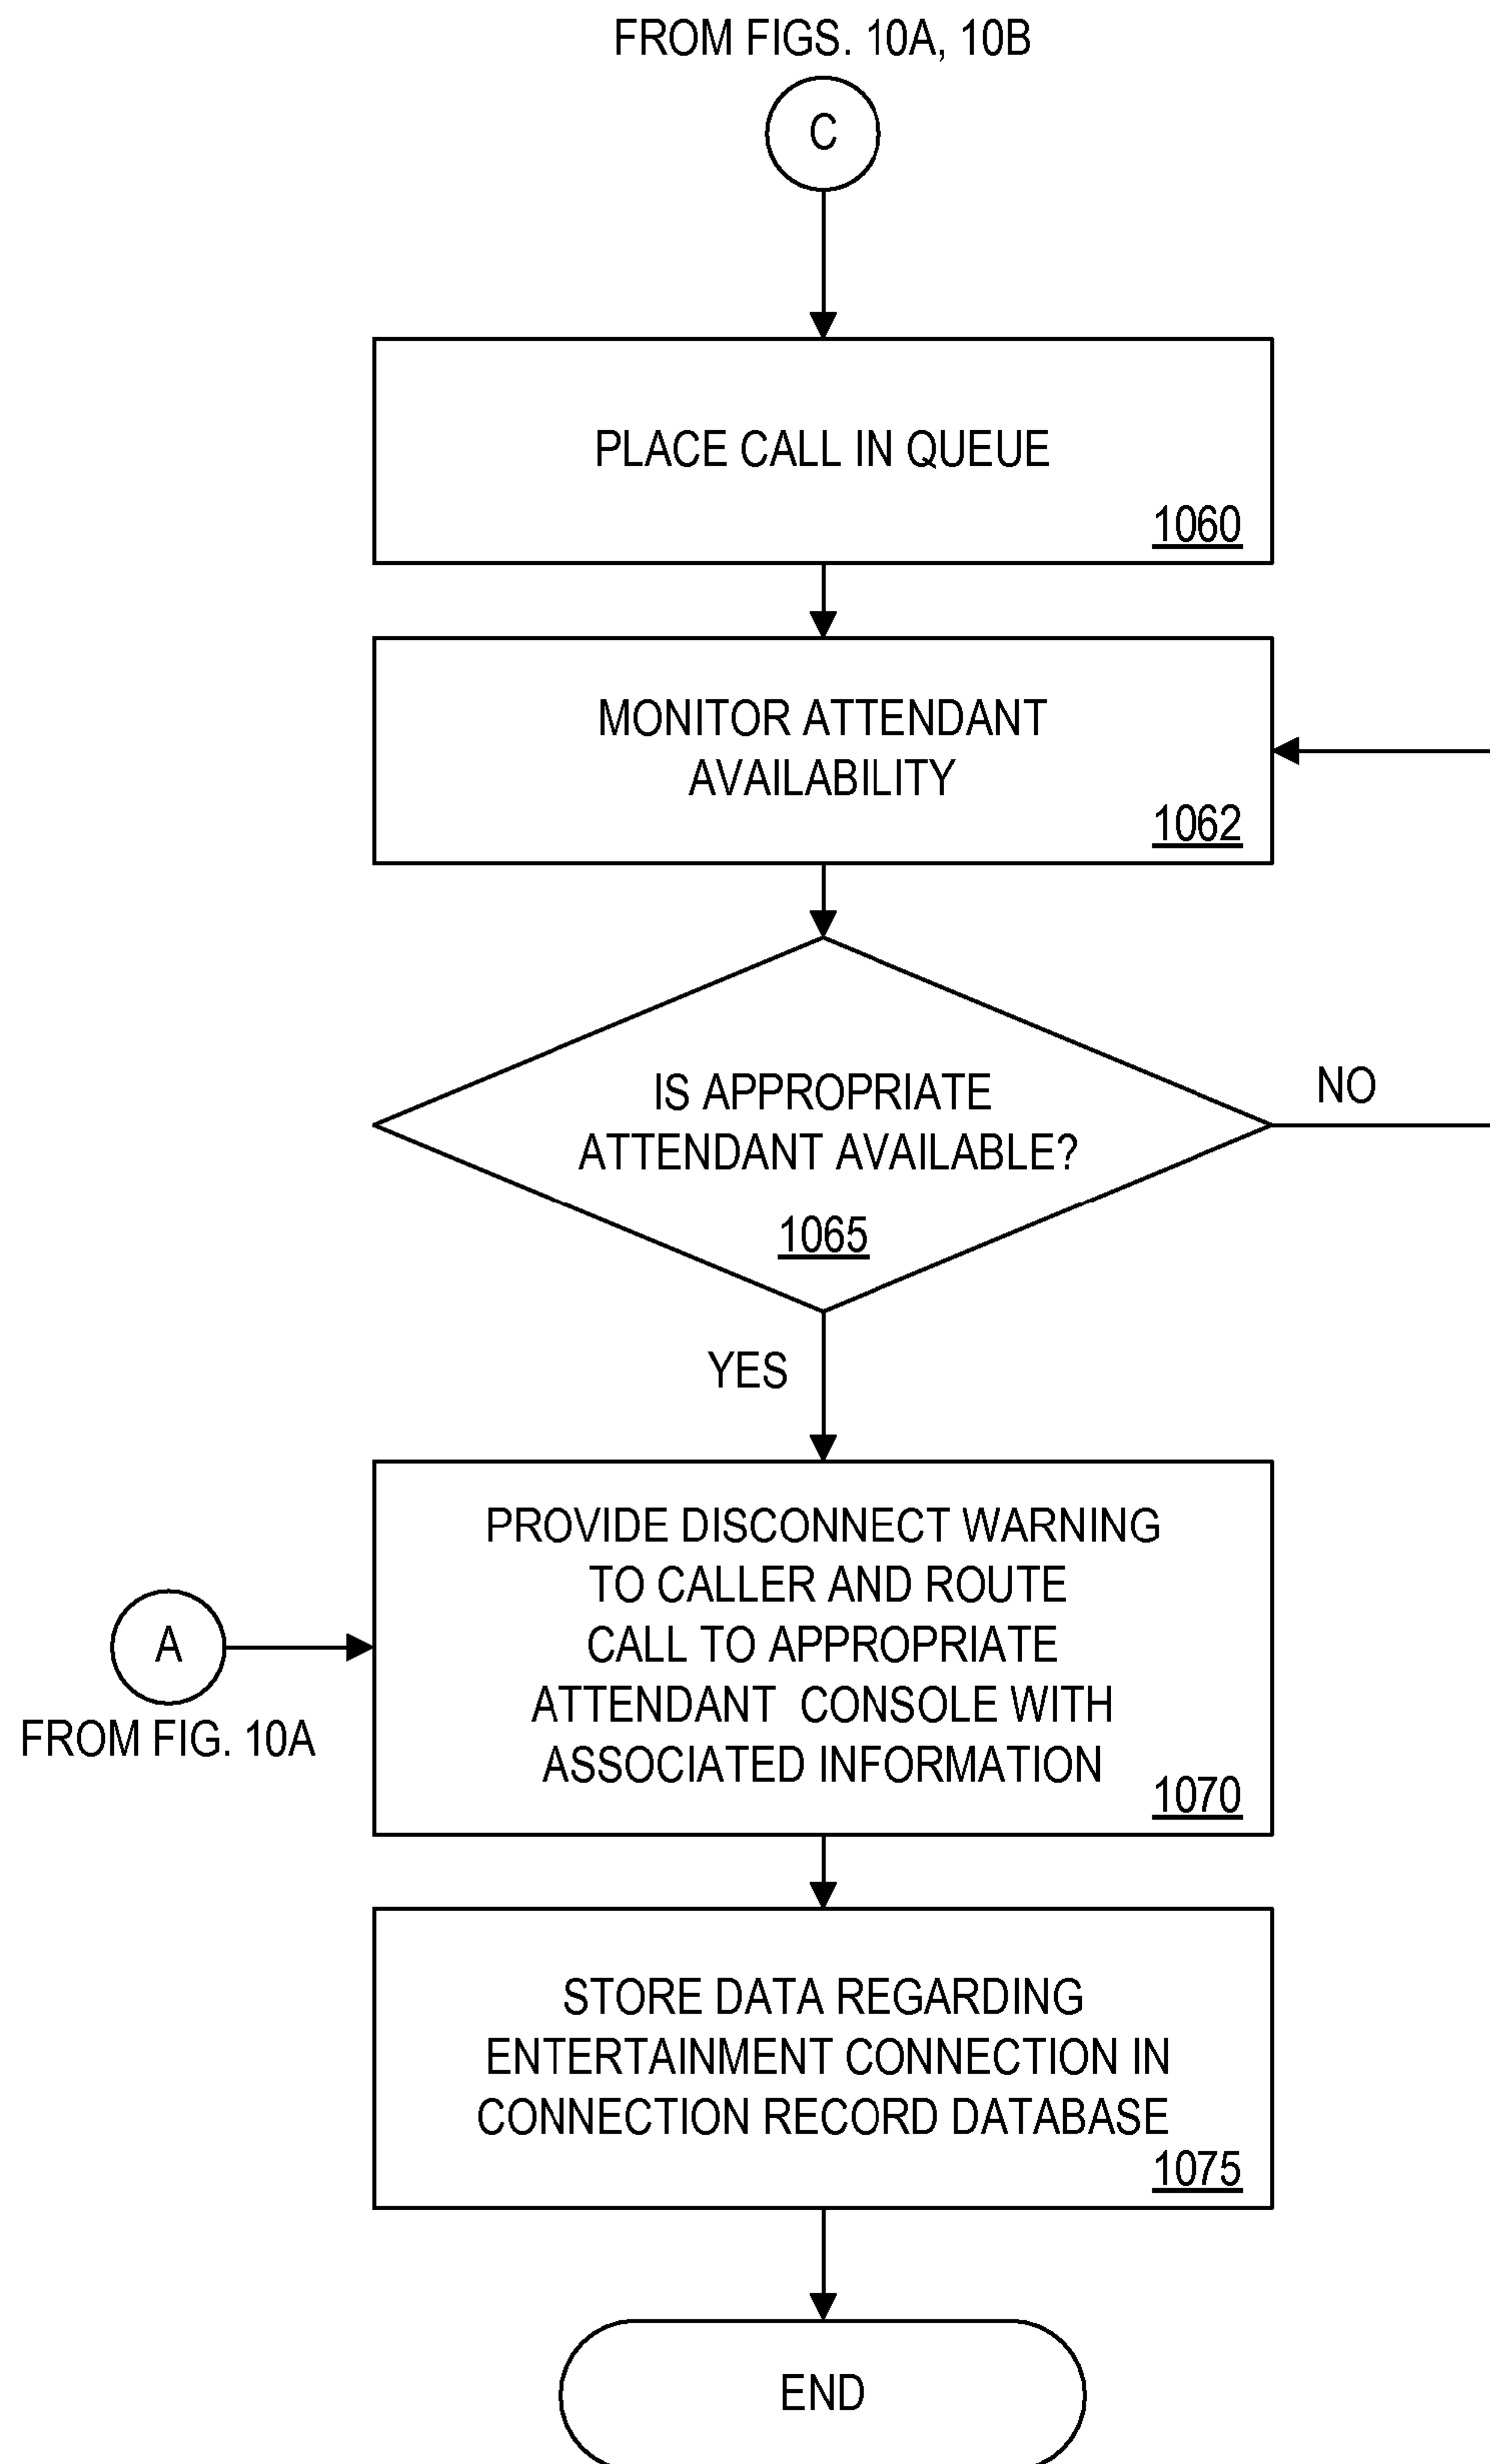 FROM FIGS. 10A, 10B
C
PLACE CALL IN QUEUE
1060
MONITOR ATTENDANT
AVAILABILITY
1062
IS APPROPRIATE
ATTENDANT AVAILABLE?
1065
NO
YES
PROVIDE DISCONNECT WARNING
TO CALLER AND ROUTE
CALL TO APPROPRIATE
ATTENDANT CONSOLE WITH
ASSOCIATED INFORMATION
1070
A
FROM FIG. 10A
STORE DATA REGARDING
ENTERTAINMENT CONNECTION IN
CONNECTION RECORD DATABASE
1075
END